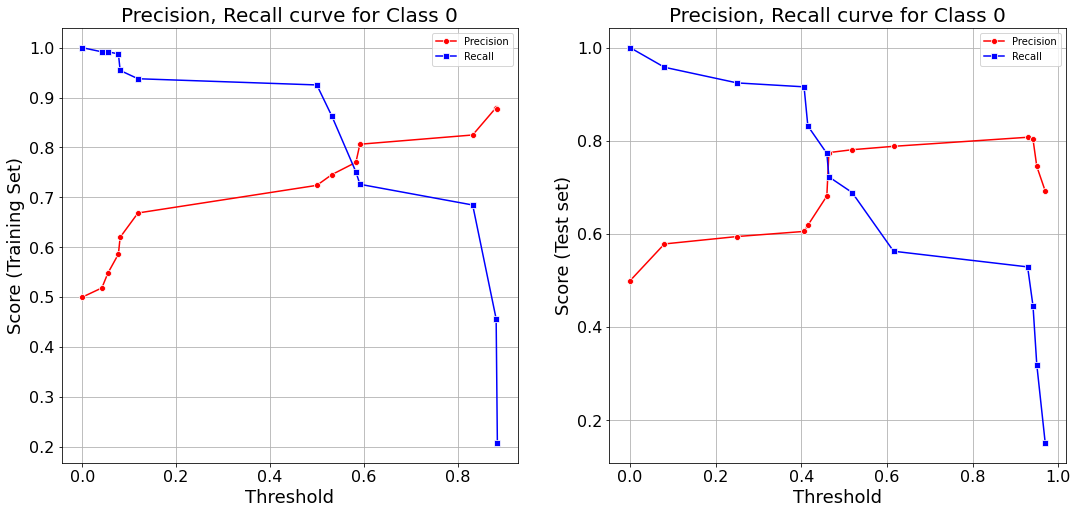 Precision, Recall curve for Class 0
Precision
Recall
Score (Training Set)
1.0
0.9
0.8
0.7
0.6
0.5
0.4
0.3
0.2
0.0 0.2 0.4 0.6 0.8
Threshold
Precision, Recall curve for Class 0
Precision
Recall
Score (Test set)
1.0
0.8
0.6
0.4
0.2
0.0 0.2 0.4 0.6 0.8 1.0
Threshold